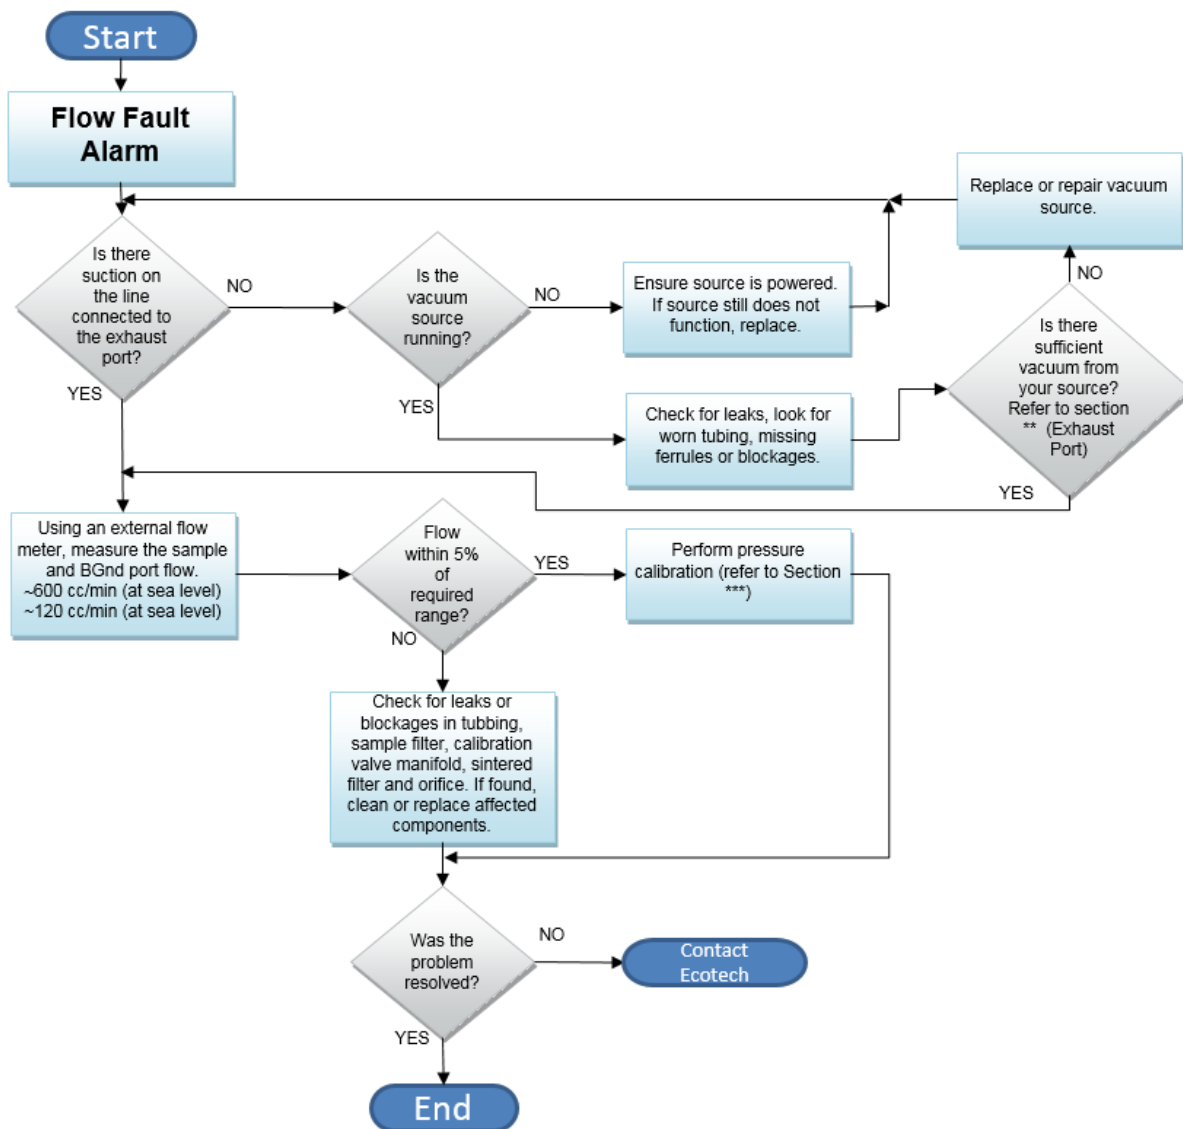 Start
Flow Fault
Alarm
Replace or repair vacuum
source.
Is there
suction on
the line
connected to
the exhaust
port?
NO
YES
Is the
vacuum
source
running?
NO
YES
Ensure source is powered.
If source still does not
function, replace.
NO
Is there
sufficient
vacuum from
your source?
Refer to section
** (Exhaust
Port)
YES
Check for leaks, look for
worn tubing, missing
ferrules or blockages.
Using an external flow
meter, measure the sample
and BGnd port flow.
~600 cc/min (at sea level)
~120 cc/min (at sea level)
Flow
within 5%
of
required
range?
YES
NO
Perform pressure
calibration (refer to Section
***)
Check for leaks or
blockages in tubbing,
sample filter, calibration
valve manifold, sintered
filter and orifice. If found,
clean or replace affected
components.
Was the
problem
resolved?
NO
YES
Contact
Ecotech
End